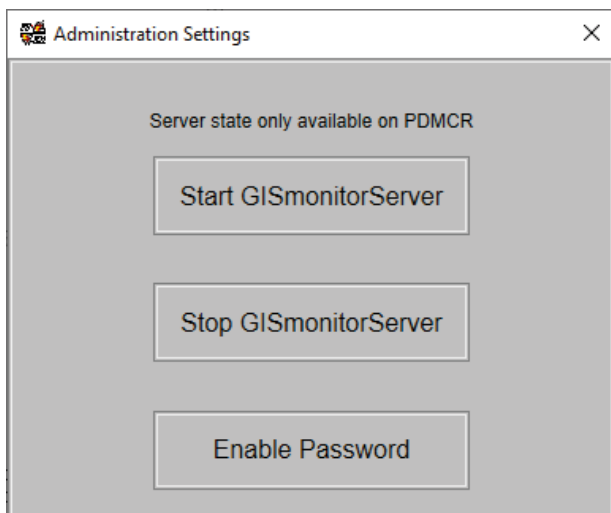 Administration Settings
Server state only available on PDMCR
Start GISmonitorServer
Stop GISmonitorServer
Enable Password